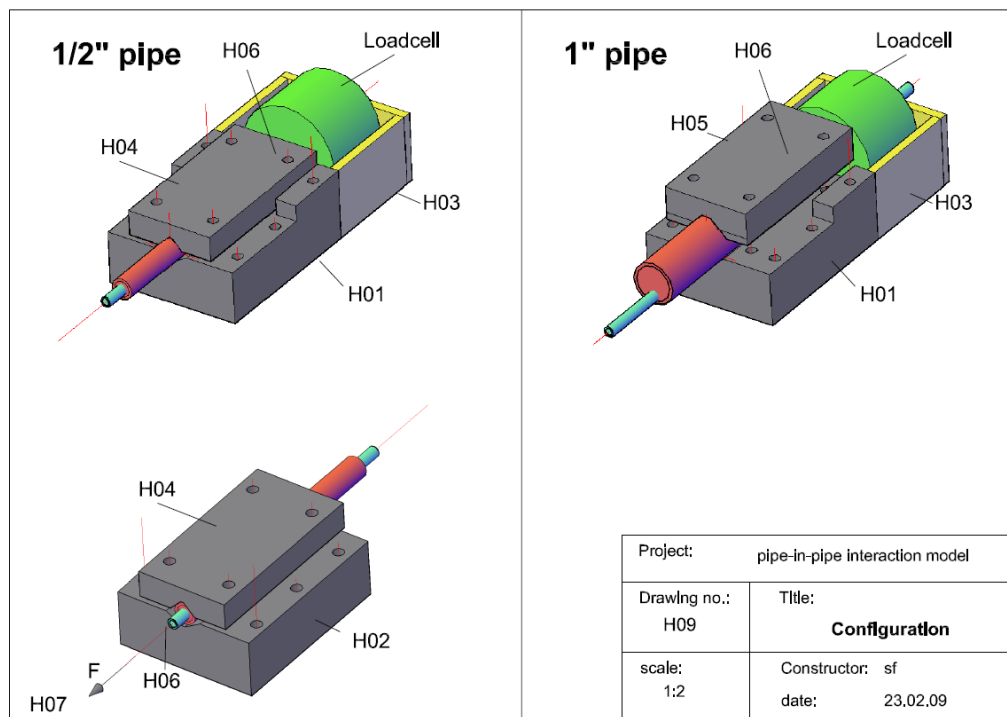 1/2" pipe
H06
Loadcell
H04
H03
H01
1" pipe
H06
Loadcell
H05
H03
H01
H04
H02
F
H06
H07
Project:
pipe-in-pipe interaction model
Drawing no.:
H09
Title:
Configuration
scale:
1:2
Constructor: sf
date: 23.02.09